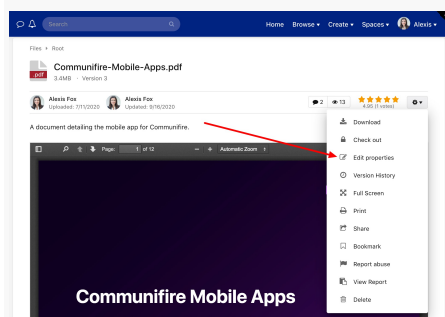 Search
Home Browse Create Spaces Alexis
Files Root
.pdf
Communifire-Mobile-Apps.pdf
3.4MB · Version 3
Alexis Fox
Uploaded: 7/11/2020
Alexis Fox
Updated: 9/16/2020
2 13
4.95 (1 votes)
A document detailing the mobile app for Communifire.
Page: 1 of 12 Automatic Zoom
Download
Check out
Edit properties
Version History
Full Screen
Print
Share
Bookmark
Report abuse
View Report
Delete
Communifire Mobile Apps